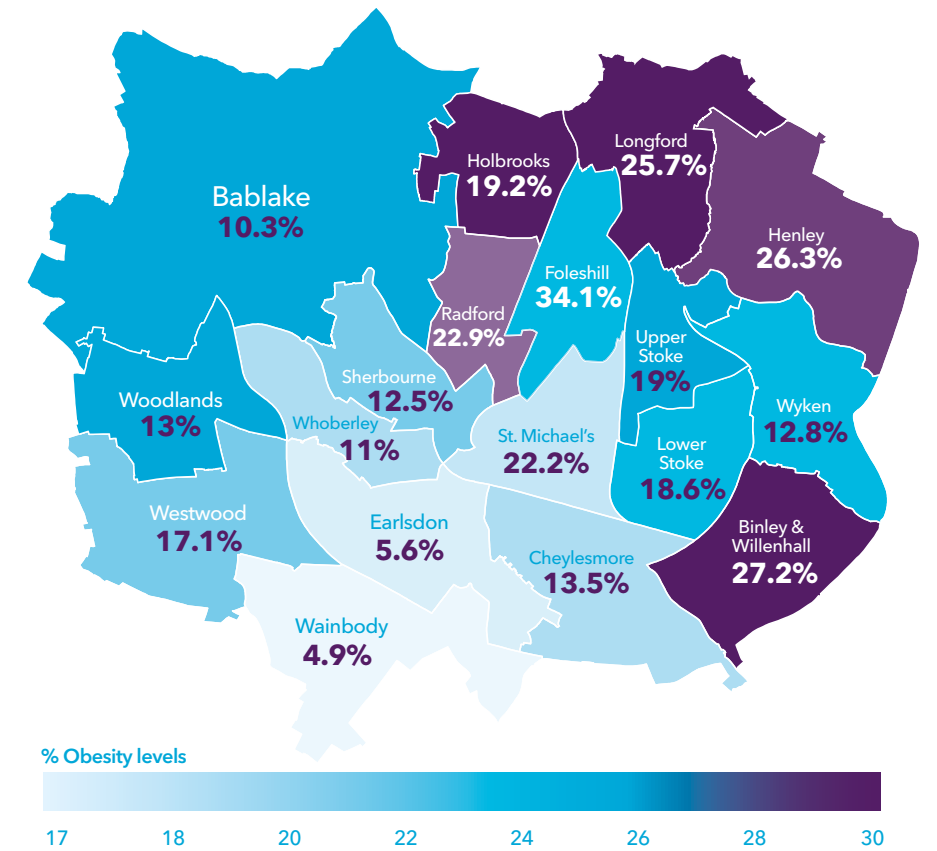 Longford
25.7%
Holbrooks
19.2%
Bablake
10.3%
Henley
26.3%
Foleshill
34.1%
Radford
22.9%
Upper
Stoke
19%
Sherbourne
12.5%
Woodlands
13%
Whoberley
11%
Wyken
12.8%
St. Michael's
22.2%
Lower
Stoke
18.6%
Westwood
17.1%
Earlsdon
5.6%
Binley &
Willenhall
27.2%
Cheylesmore
13.5%
Wainbody
4.9%
% Obesity levels
17 18 20 22 24 26 28 30